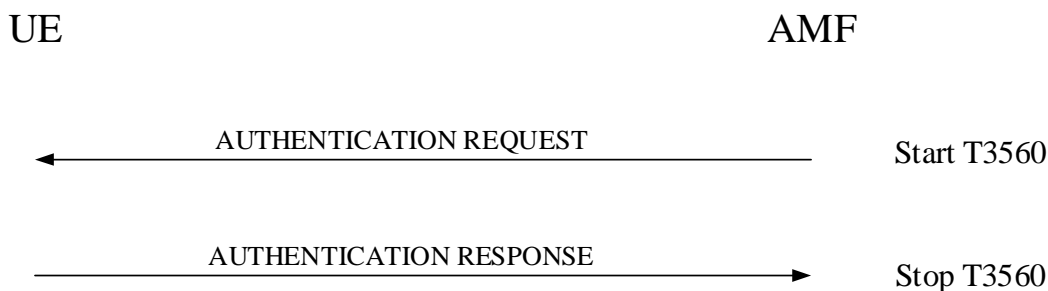 UE AMF
AUTHENTICATION REQUEST Start T3560
AUTHENTICATION RESPONSE Stop T3560